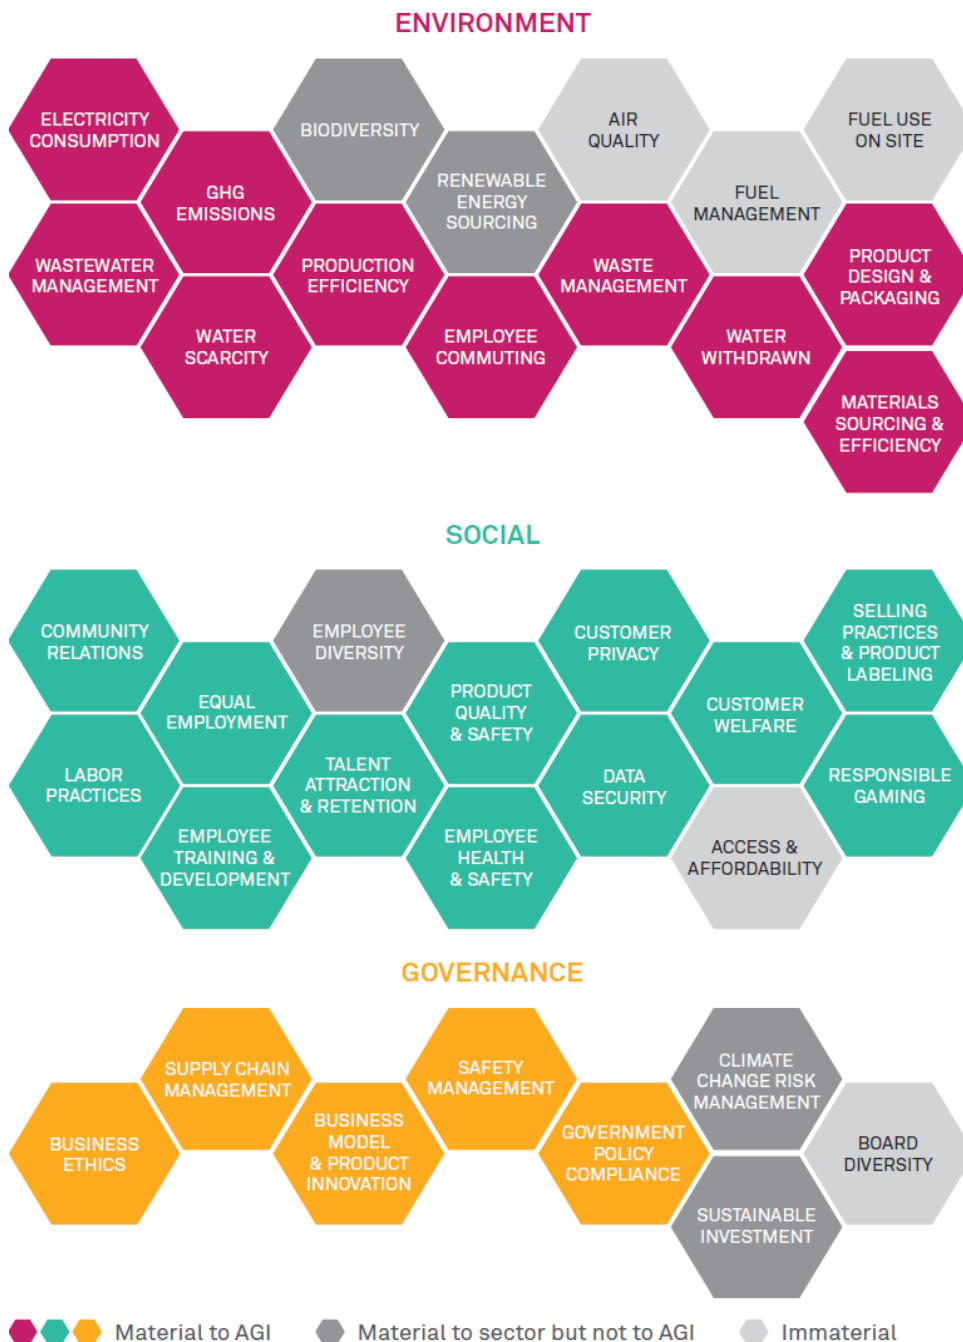 ENVIRONMENT
ELECTRICITY
CONSUMPTION
BIODIVERSITY
AIR
QUALITY
FUEL USE
ON SITE
GHG
EMISSIONS
RENEWABLE
ENERGY
SOURCING
FUEL
MANAGEMENT
WASTEWATER
MANAGEMENT
PRODUCTION
EFFICIENCY
WASTE
MANAGEMENT
PRODUCT
DESIGN &
PACKAGING
WATER
SCARCITY
EMPLOYEE
COMMUTING
WATER
WITHDRAWN
MATERIALS
SOURCING &
EFFICIENCY
SOCIAL
COMMUNITY
RELATIONS
EMPLOYEE
DIVERSITY
CUSTOMER
PRIVACY
SELLING
PRACTICES
& PRODUCT
LABELING
EQUAL
EMPLOYMENT
PRODUCT
QUALITY
& SAFETY
CUSTOMER
WELFARE
LABOR
PRACTICES
TALENT
ATTRACTION
& RETENTION
DATA
SECURITY
RESPONSIBLE
GAMING
EMPLOYEE
TRAINING &
DEVELOPMENT
EMPLOYEE
HEALTH
& SAFETY
ACCESS &
AFFORDABILITY
GOVERNANCE
SUPPLY CHAIN
MANAGEMENT
SAFETY
MANAGEMENT
CLIMATE
CHANGE RISK
MANAGEMENT
BUSINESS
ETHICS
BUSINESS
MODEL
& PRODUCT
INNOVATION
GOVERNMENT
POLICY
COMPLIANCE
BOARD
DIVERSITY
SUSTAINABLE
INVESTMENT
Material to AGI
Material to sector but not to AGI
Immaterial